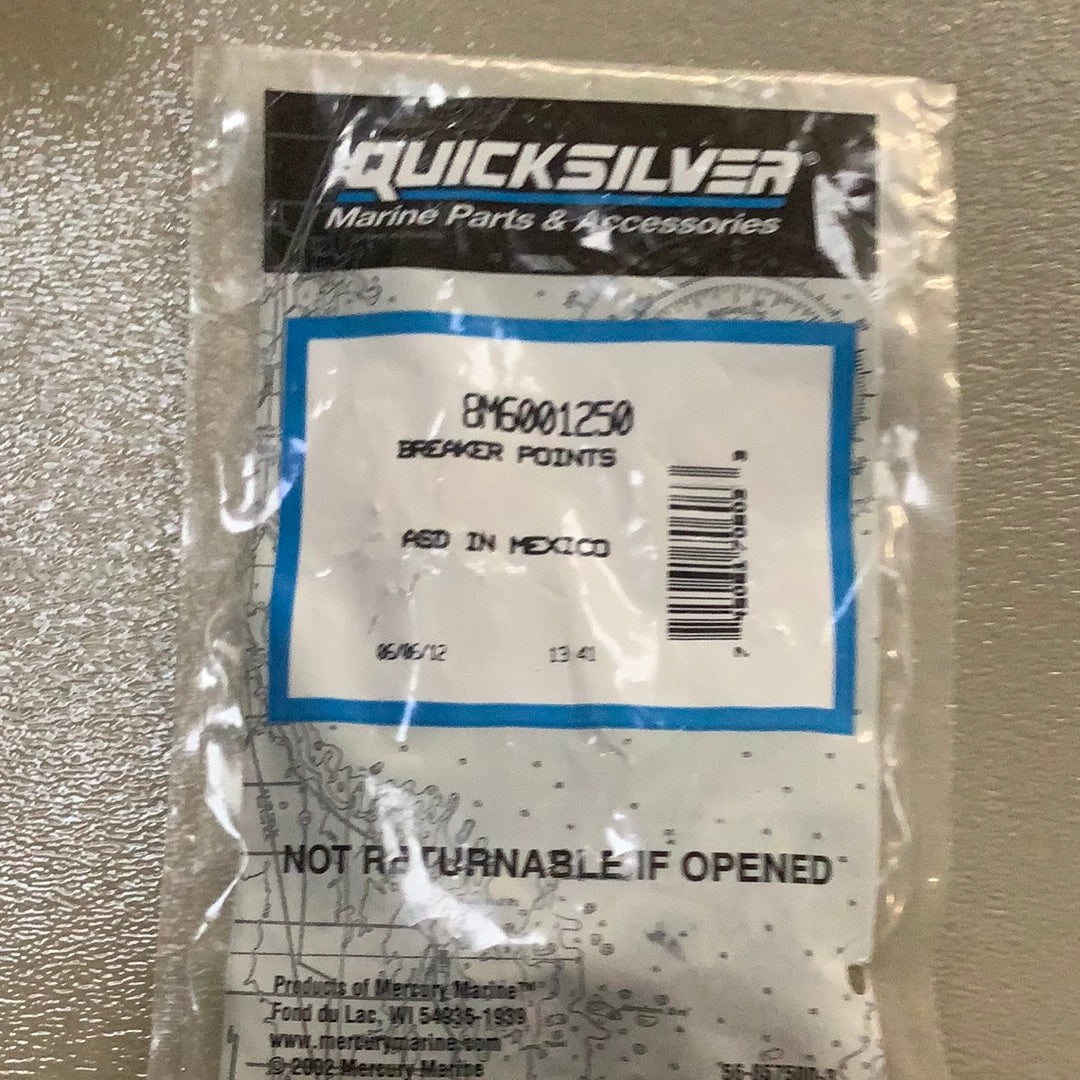 QUICKSILVER
Marine Parts & Accessories
8M6001250
BREAKER POINTS
ASD IN MEXICO
06/06/12 13 41
NOT RETURNABLE IF OPENED
Products of Mercury Marine™
Fond du Lac, WI 54935-1939
www.mercurymarine.com
© 2002 Mercury Marine